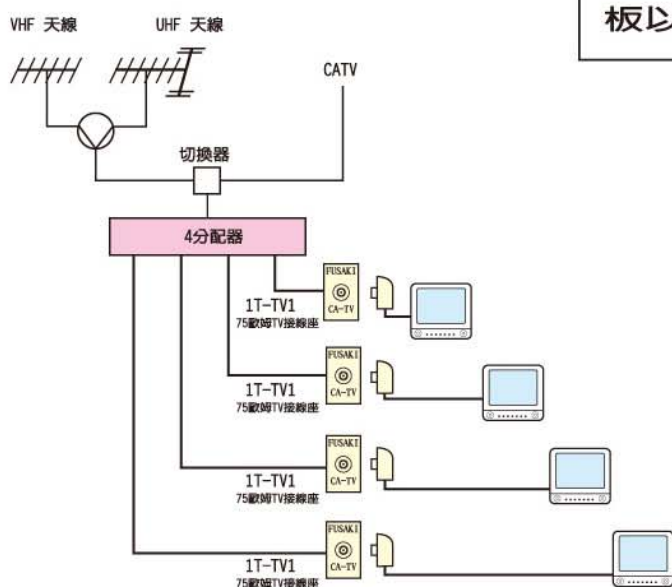 板以
VHF 天線
UHF 天線
CATV
切換器
4分配器
FUSAKI
CA-TV
1T-TV1
75歐姆TV接線座
FUSAKI
CA-TV
1T-TV1
75歐姆TV接線座
FUSAKI
CA-TV
1T-TV1
75歐姆TV接線座
FUSAKI
CA-TV
1T-TV1
75歐姆TV接線座